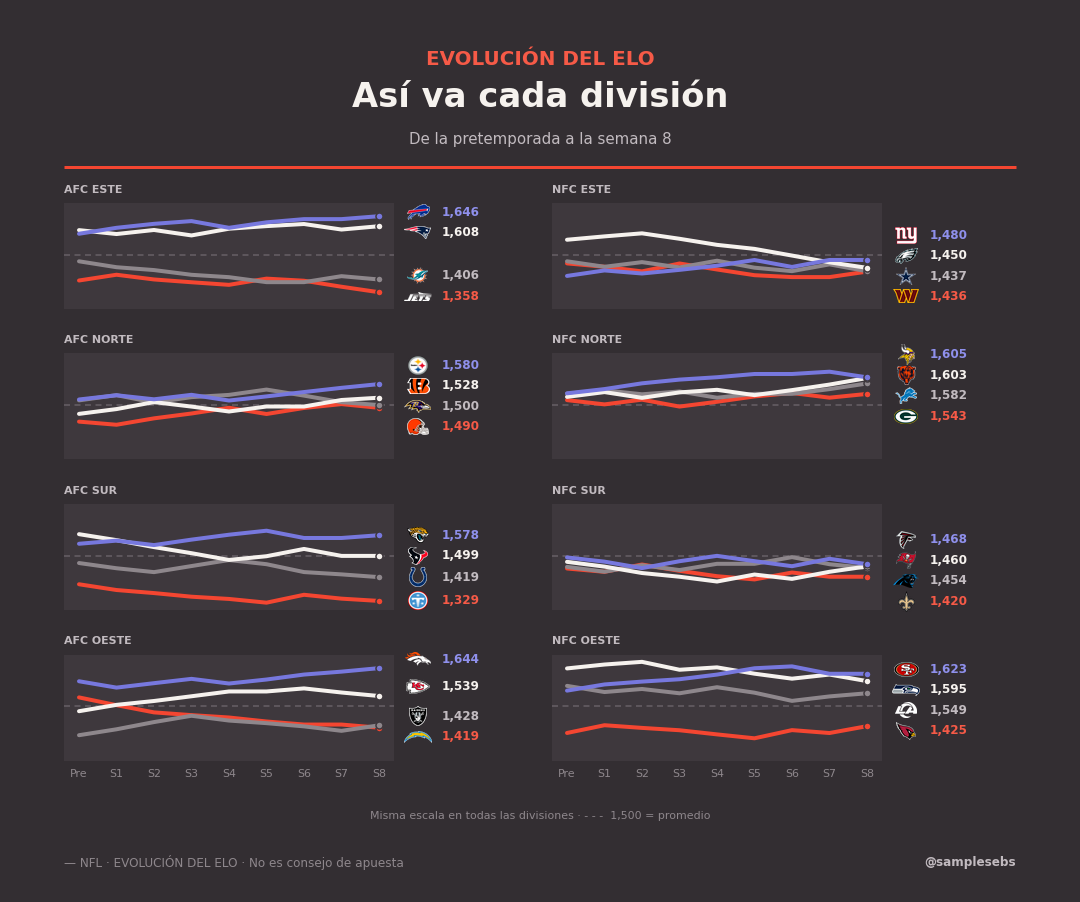 EVOLUCIÓN DEL ELO
Así va cada división
De la pretemporada a la semana 8
AFC ESTE
1,646
1,608
1,406
JETS
1,358
NFC ESTE
ny
1,480
1,450
1,437
W
1,436
AFC NORTE
1,580
1,528
1,500
1,490
NFC NORTE
1,605
1,603
1,582
G
1,543
AFC SUR
1,578
1,499
1,419
1,329
NFC SUR
1,468
1,460
1,454
1,420
AFC OESTE
1,644
KC
1,539
1,428
1,419
Pre S1 S2 S3 S4 S5 S6 S7 S8
NFC OESTE
SF
1,623
1,595
1,549
1,425
Pre S1 S2 S3 S4 S5 S6 S7 S8
Misma escala en todas las divisiones · - - - 1,500 = promedio
— NFL · EVOLUCIÓN DEL ELO · No es consejo de apuesta
@samplesebs